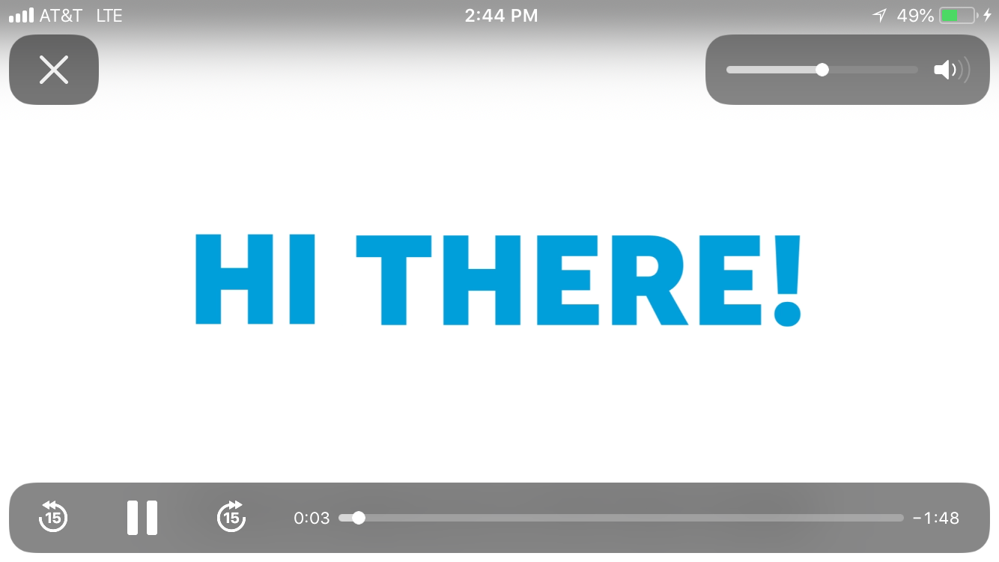 AT&T LTE 2:44 PM 49%
HI THERE!
15 15 0:03 −1:48